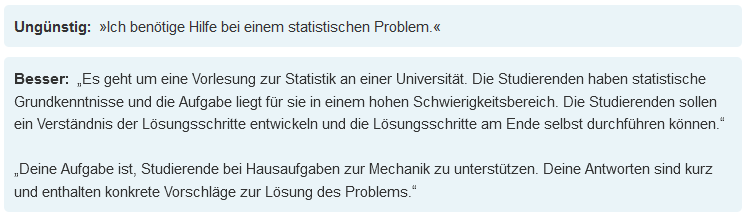 Ungünstig: »Ich benötige Hilfe bei einem statistischen Problem.«
Besser: „Es geht um eine Vorlesung zur Statistik an einer Universität. Die Studierenden haben statistische
Grundkenntnisse und die Aufgabe liegt für sie in einem hohen Schwierigkeitsbereich. Die Studierenden sollen
ein Verständnis der Lösungsschritte entwickeln und die Lösungsschritte am Ende selbst durchführen können.“
„Deine Aufgabe ist, Studierende bei Hausaufgaben zur Mechanik zu unterstützen. Deine Antworten sind kurz
und enthalten konkrete Vorschläge zur Lösung des Problems.“